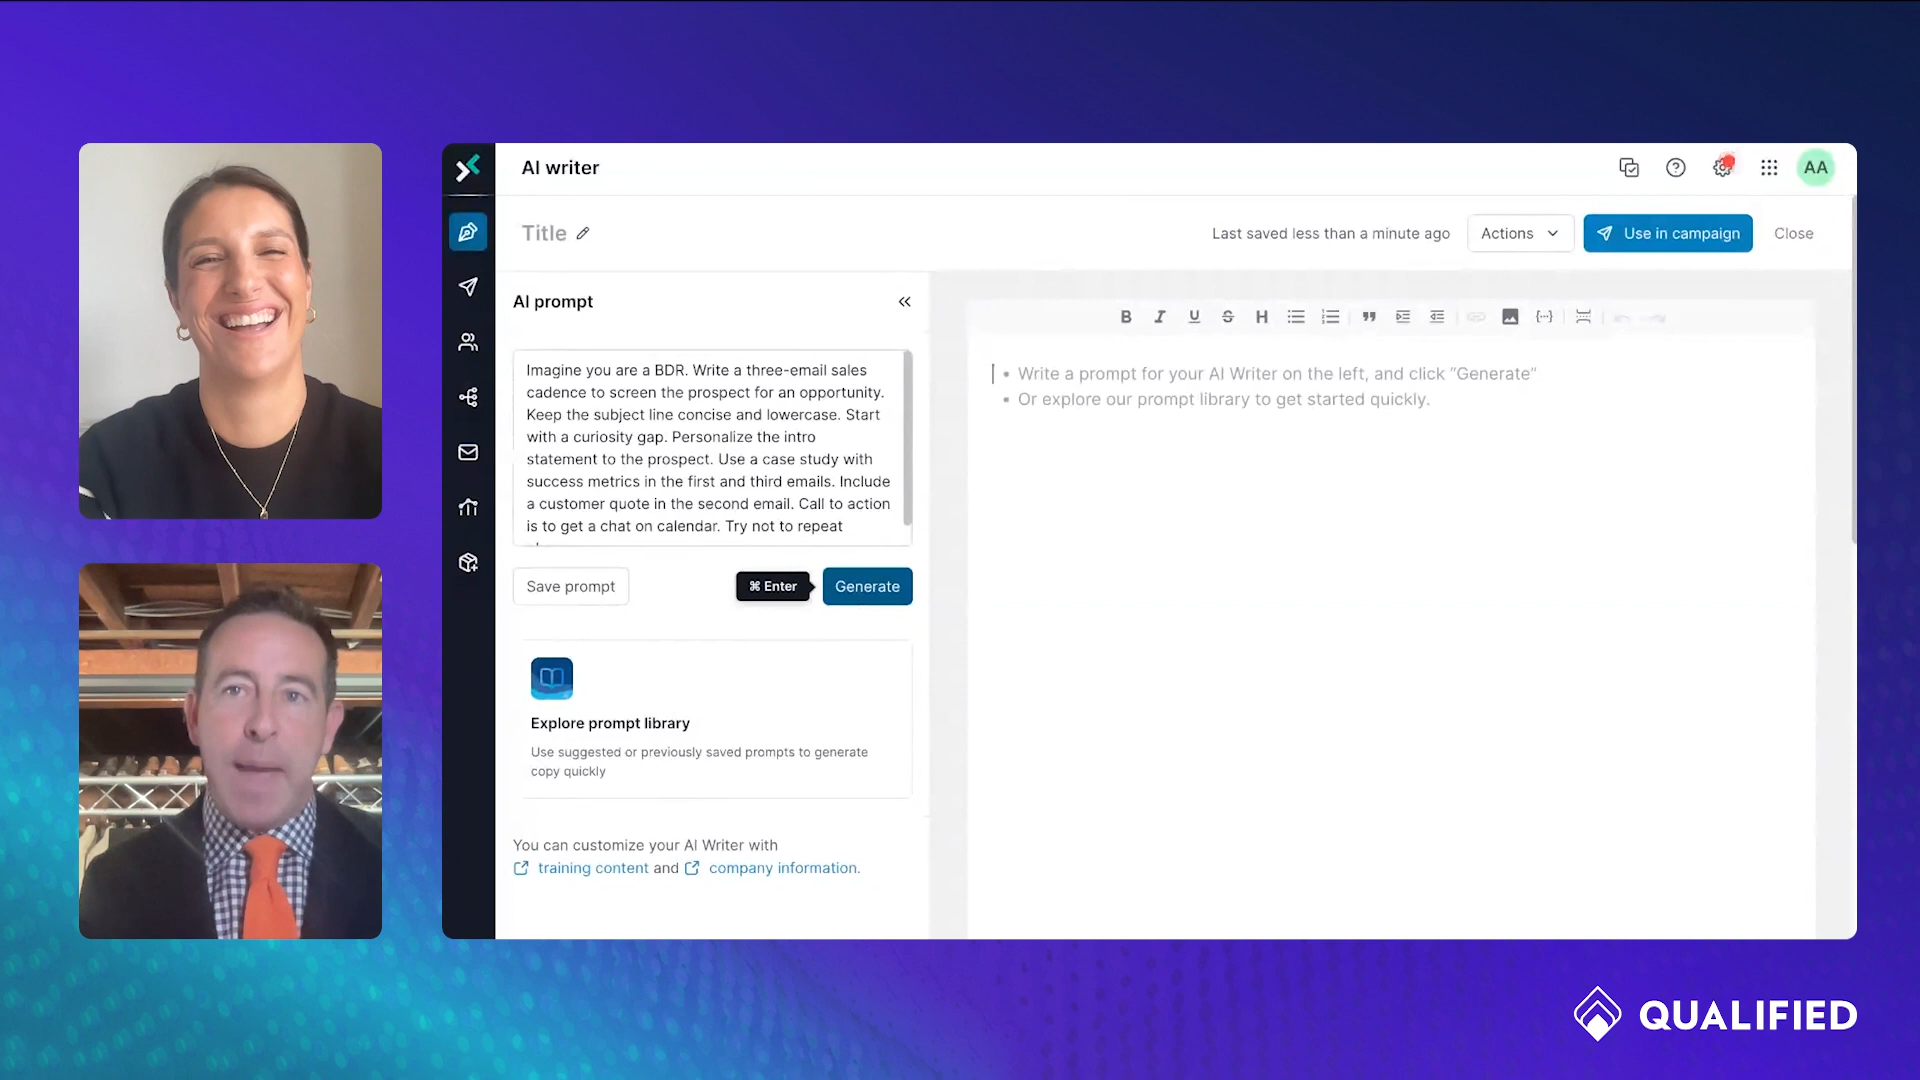 AI writer
AA
Title
Last saved less than a minute ago
Actions
Use in campaign
Close
AI prompt
Imagine you are a BDR. Write a three-email sales
cadence to screen the prospect for an opportunity.
Keep the subject line concise and lowercase. Start
with a curiosity gap. Personalize the intro
statement to the prospect. Use a case study with
success metrics in the first and third emails. Include
a customer quote in the second email. Call to action
is to get a chat on calendar. Try not to repeat
Save prompt
⌘ Enter
Generate
Explore prompt library
Use suggested or previously saved prompts to generate
copy quickly
You can customize your AI Writer with
training content and company information.
B I U S H
• Write a prompt for your AI Writer on the left, and click “Generate”
• Or explore our prompt library to get started quickly.
QUALIFIED